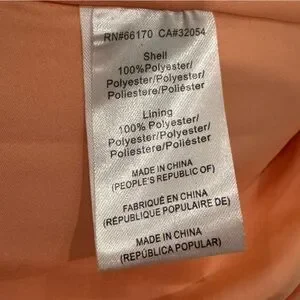 RN#66170 CA#32054
Shell
100%Polyester/
Polyester/Polyester/
Poliestere/Poliéster
Lining
100% Polyester/
Polyester/Polyester/
Poliestere/Poliéster
MADE IN CHINA
(PEOPLE'S REPUBLIC OF)
FABRIQUÉ EN CHINA
(RÉPUBLIQUE POPULAIRE DE)
MADE IN CHINA
(REPÚBLICA POPULAR)